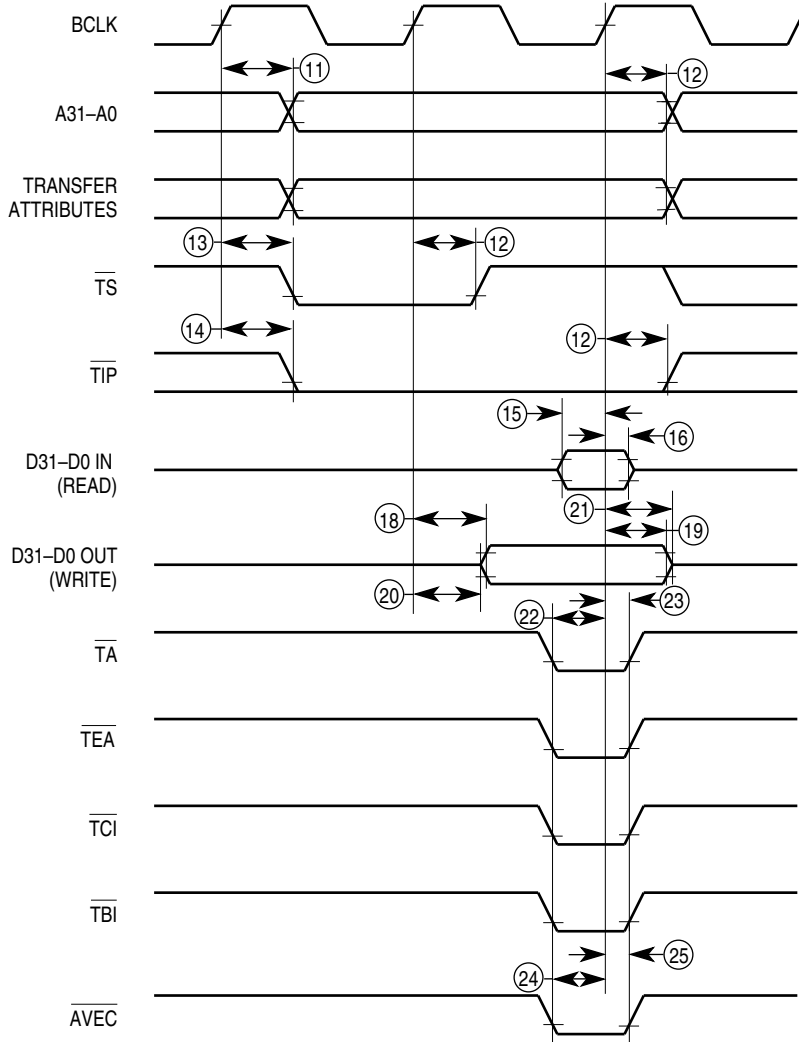 BCLK
11
12
A31–A0
TRANSFER
ATTRIBUTES
13
12
TS
14
12
TIP
15
16
D31–D0 IN
(READ)
21
18
19
D31–D0 OUT
(WRITE)
20
23
22
TA
TEA
TCI
TBI
25
24
AVEC